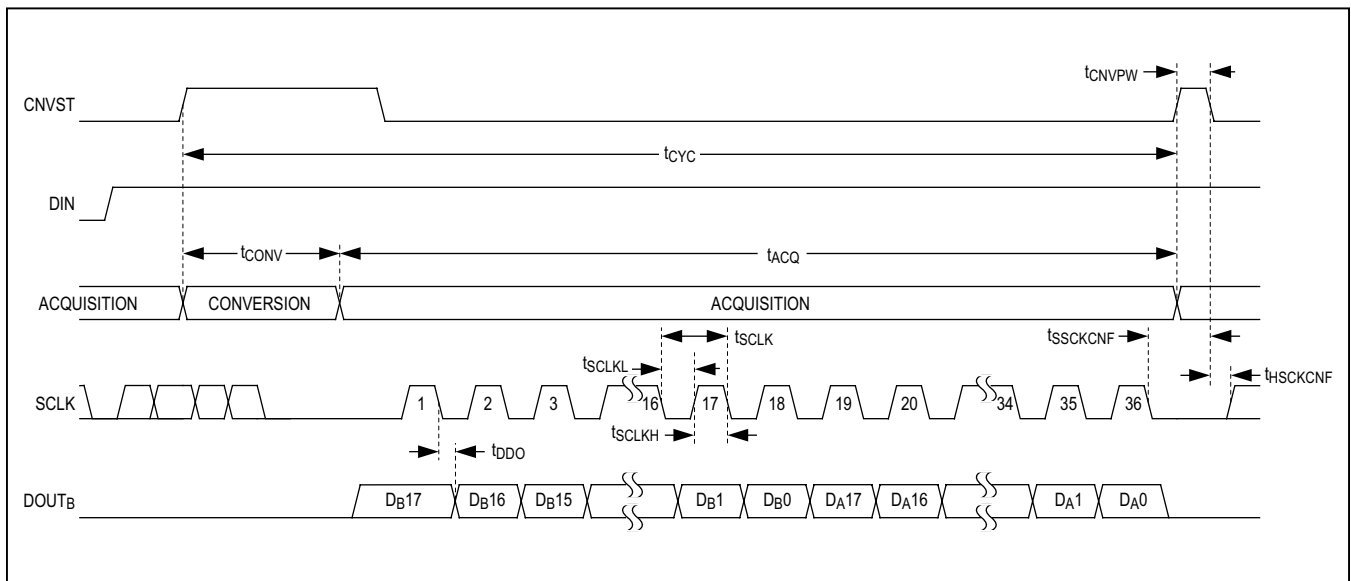 tCNVPW
CNVST
tCYC
DIN
tCONV
tACQ
ACQUISITION CONVERSION ACQUISITION
tSCLK
tSSCKCNF
tSCLKL
tHSCKCNF
SCLK 1 2 3 16 17 18 19 20 34 35 36
tSCLKH
tDDO
DOUTB DB17 DB16 DB15 DB1 DB0 DA17 DA16 DA1 DA0